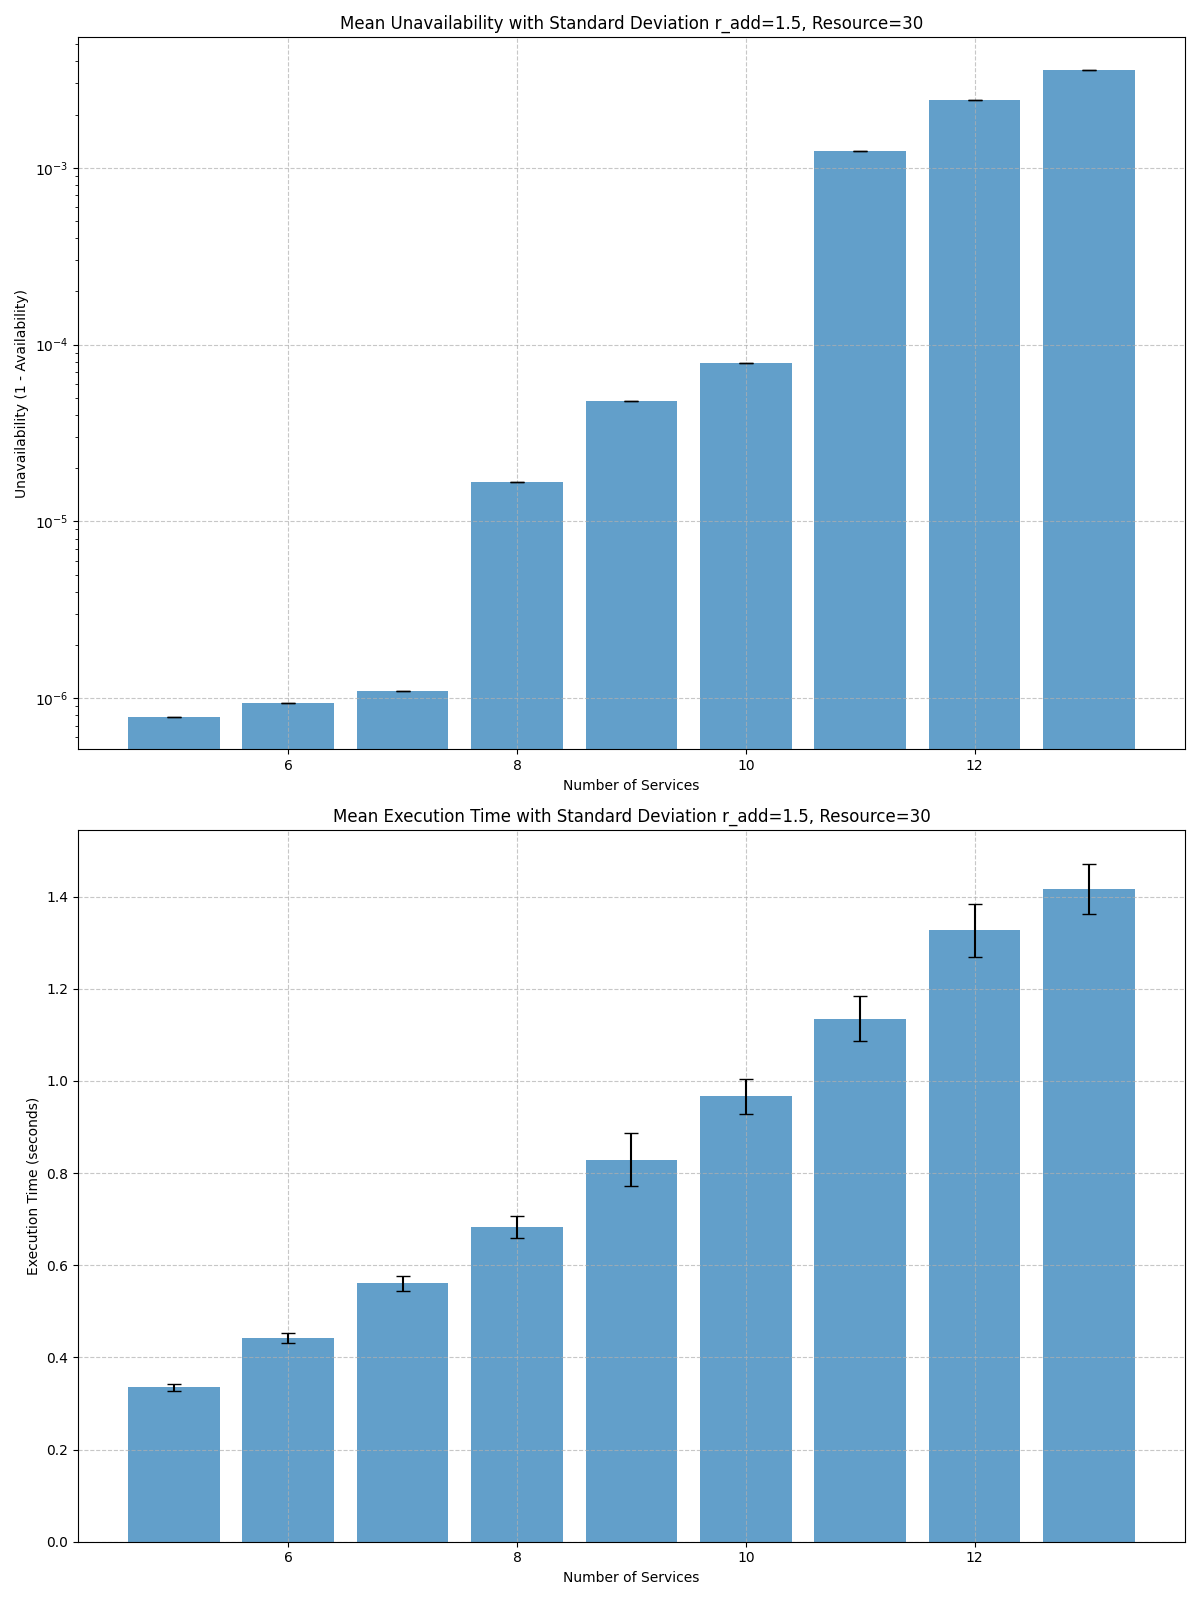 Mean Unavailability with Standard Deviation r_add=1.5, Resource=30
Unavailability (1 - Availability)
10⁻³
10⁻⁴
10⁻⁵
10⁻⁶
6 8 10 12
Number of Services
Mean Execution Time with Standard Deviation r_add=1.5, Resource=30
Execution Time (seconds)
1.4
1.2
1.0
0.8
0.6
0.4
0.2
0.0
6 8 10 12
Number of Services